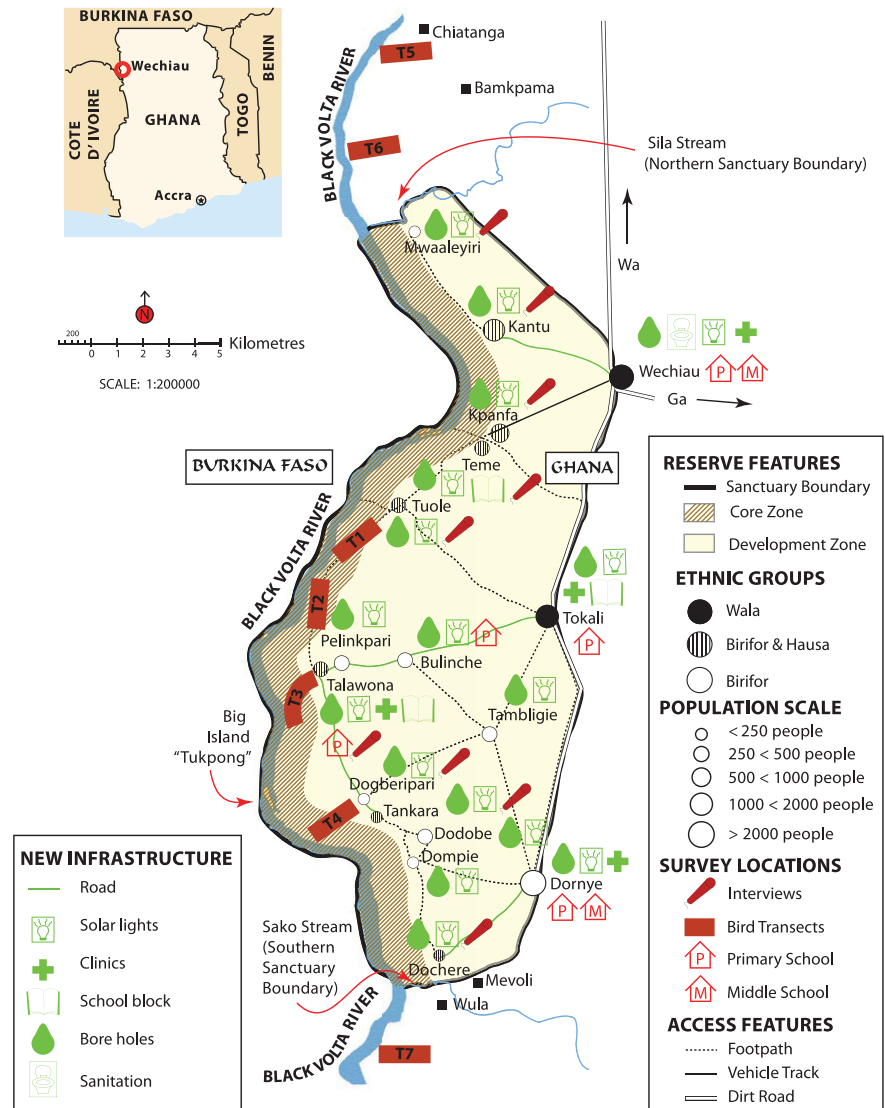 BURKINA FASO
Wechiau
COTE
D' IVOIRE
GHANA
TOGO
BENIN
Accra
N
200
0 1 2 3 4 5
Kilometres
SCALE: 1:200000
Chiatanga
T5
Bamkpama
BLACK VOLTA RIVER
T6
Sila Stream
(Northern Sanctuary Boundary)
Wa
Mwaaleyiri
Kantu
Wechiau
P M
Ga
Kpanfa
Teme
BURKINA FASO
GHANA
Tuole
BLACK VOLTA RIVER
T1
T2
Tokali
P
Pelinkpari
P
Bulinche
Talawona
T3
Tambligie
Big
Island
"Tukpong"
P
Dogberipari
Tankara
T4
Dodobe
Dompie
Dornye
P M
Sako Stream
(Southern
Sanctuary
Boundary)
Dochere
Mevoli
Wula
BLACK VOLTA RIVER
T7
NEW INFRASTRUCTURE
Road
Solar lights
Clinics
School block
Bore holes
Sanitation
RESERVE FEATURES
Sanctuary Boundary
Core Zone
Development Zone
ETHNIC GROUPS
Wala
Birifor & Hausa
Birifor
POPULATION SCALE
< 250 people
250 < 500 people
500 < 1000 people
1000 < 2000 people
> 2000 people
SURVEY LOCATIONS
Interviews
Bird Transects
P
Primary School
M
Middle School
ACCESS FEATURES
Footpath
Vehicle Track
Dirt Road